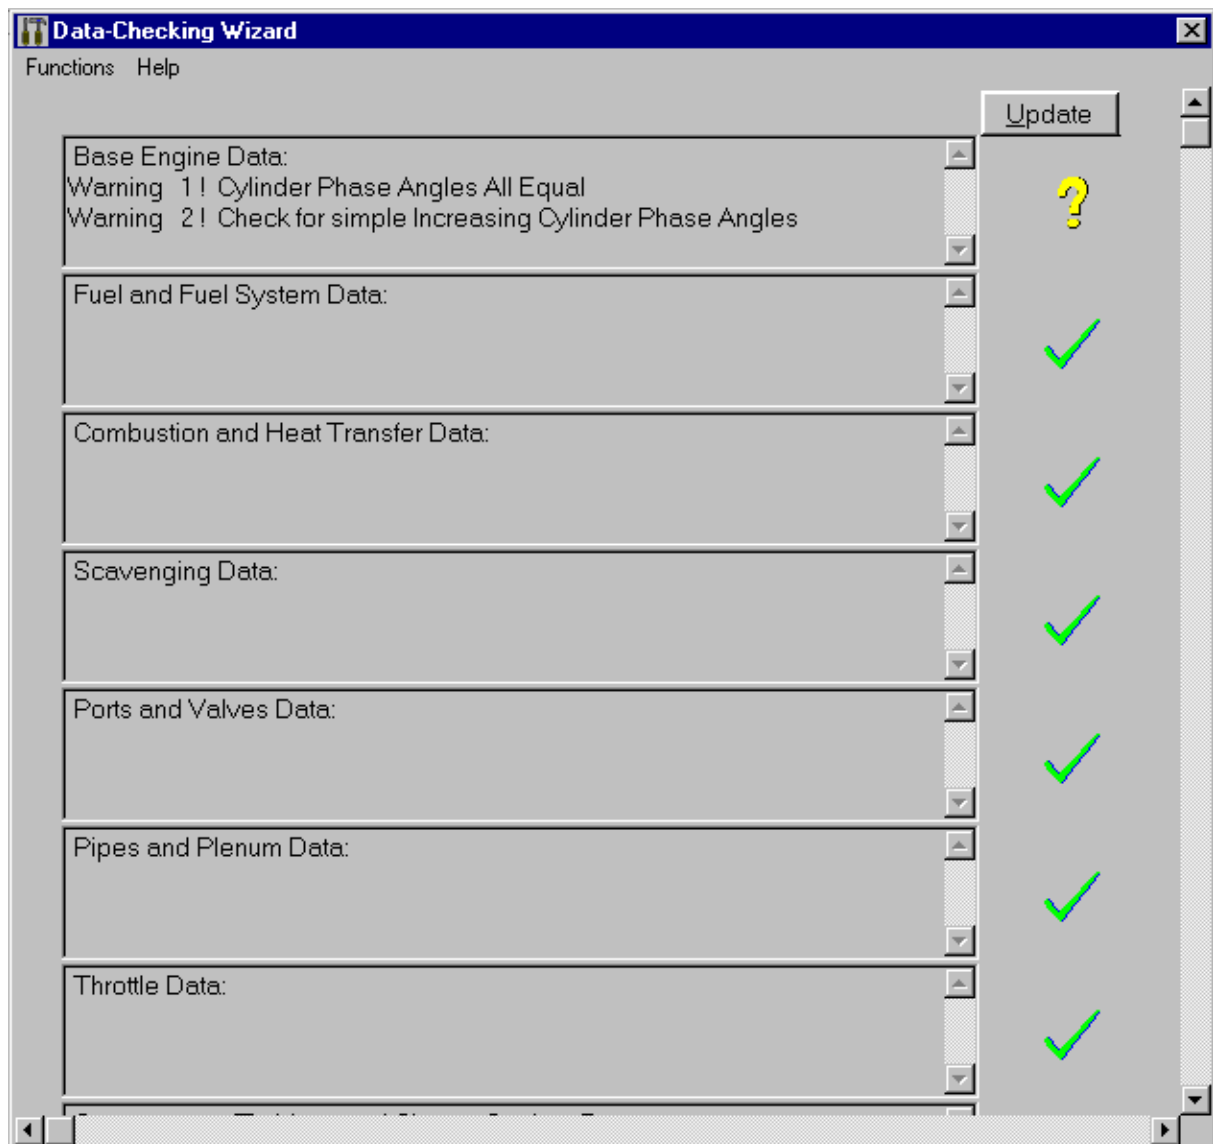 Data-Checking Wizard
Functions Help
Update
Base Engine Data:
Warning 1! Cylinder Phase Angles All Equal
Warning 2! Check for simple Increasing Cylinder Phase Angles
Fuel and Fuel System Data:
Combustion and Heat Transfer Data:
Scavenging Data:
Ports and Valves Data:
Pipes and Plenum Data:
Throttle Data: